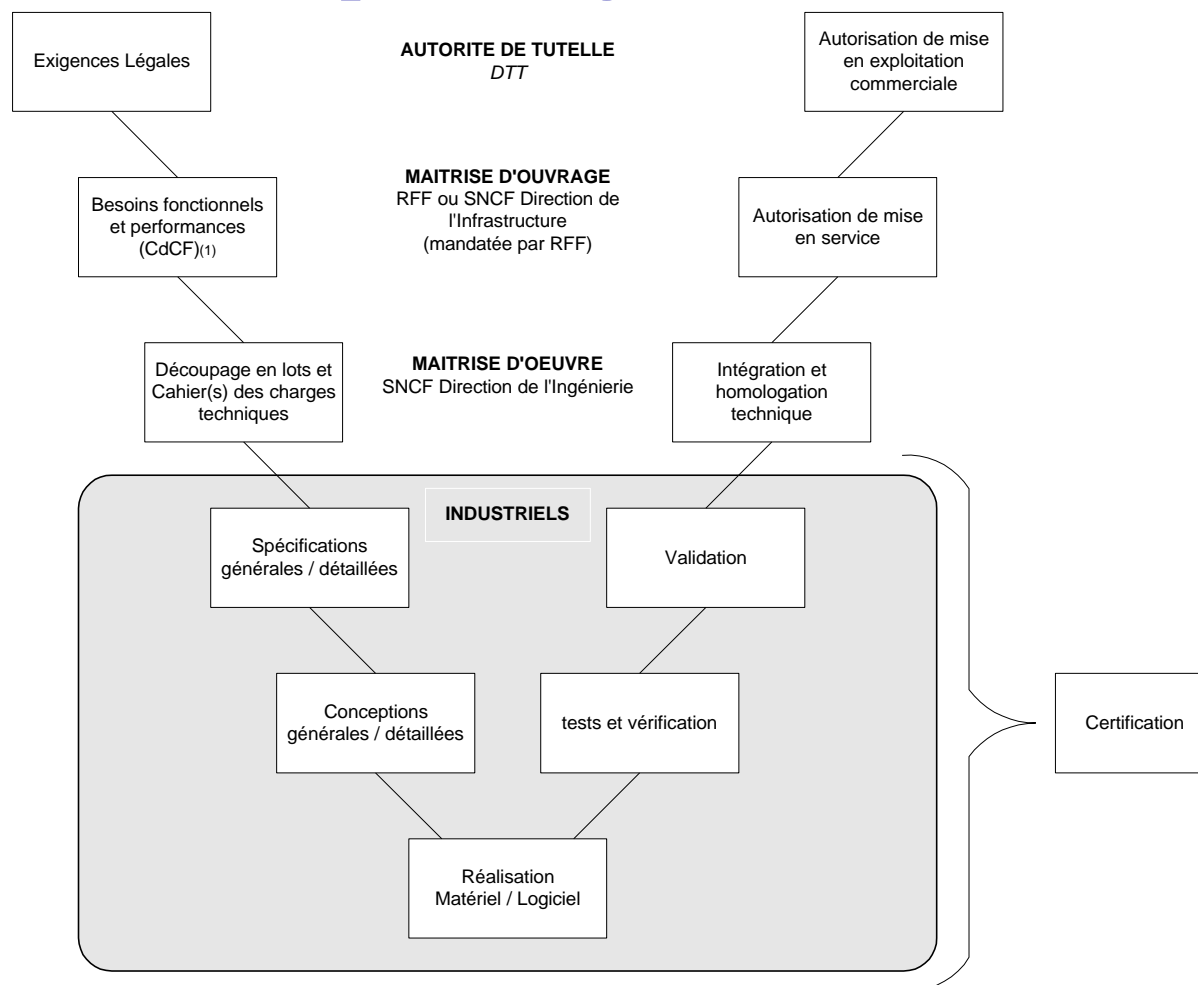 Exigences Légales
AUTORITE DE TUTELLE
DTT
Autorisation de mise
en exploitation
commerciale
Besoins fonctionnels
et performances
(CdCF)(1)
MAITRISE D'OUVRAGE
RFF ou SNCF Direction de
l'Infrastructure
(mandatée par RFF)
Autorisation de mise
en service
Découpage en lots et
Cahier(s) des charges
techniques
MAITRISE D'OEUVRE
SNCF Direction de l'Ingénierie
Intégration et
homologation
technique
INDUSTRIELS
Spécifications
générales / détaillées
Validation
Conceptions
générales / détaillées
tests et vérification
Certification
Réalisation
Matériel / Logiciel